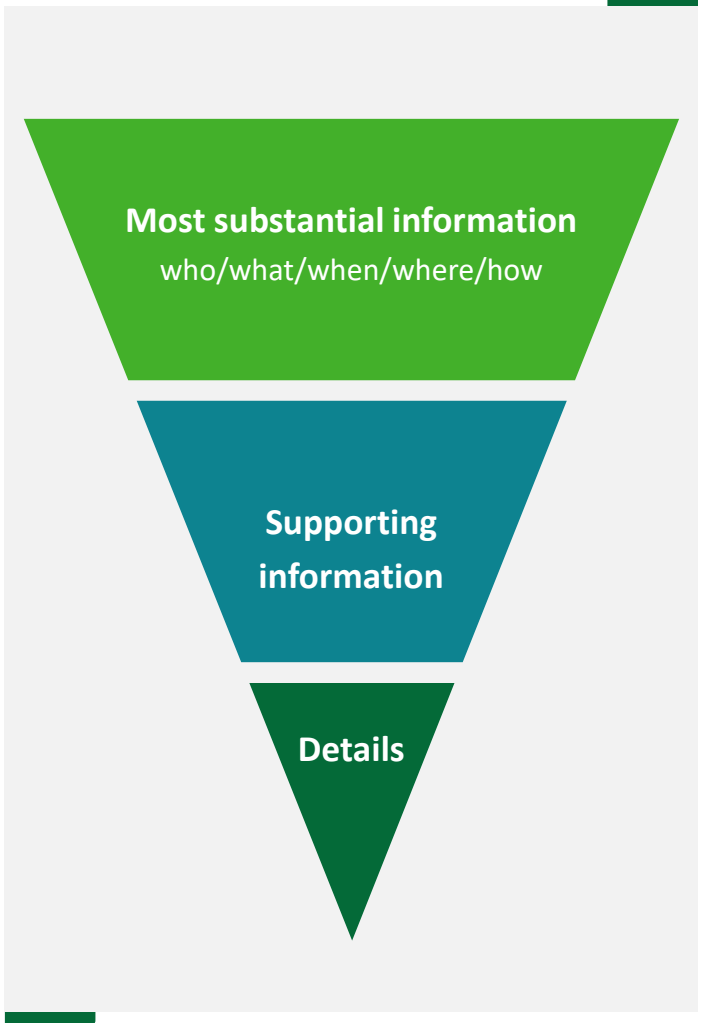 Most substantial information
who/what/when/where/how
Supporting
information
Details